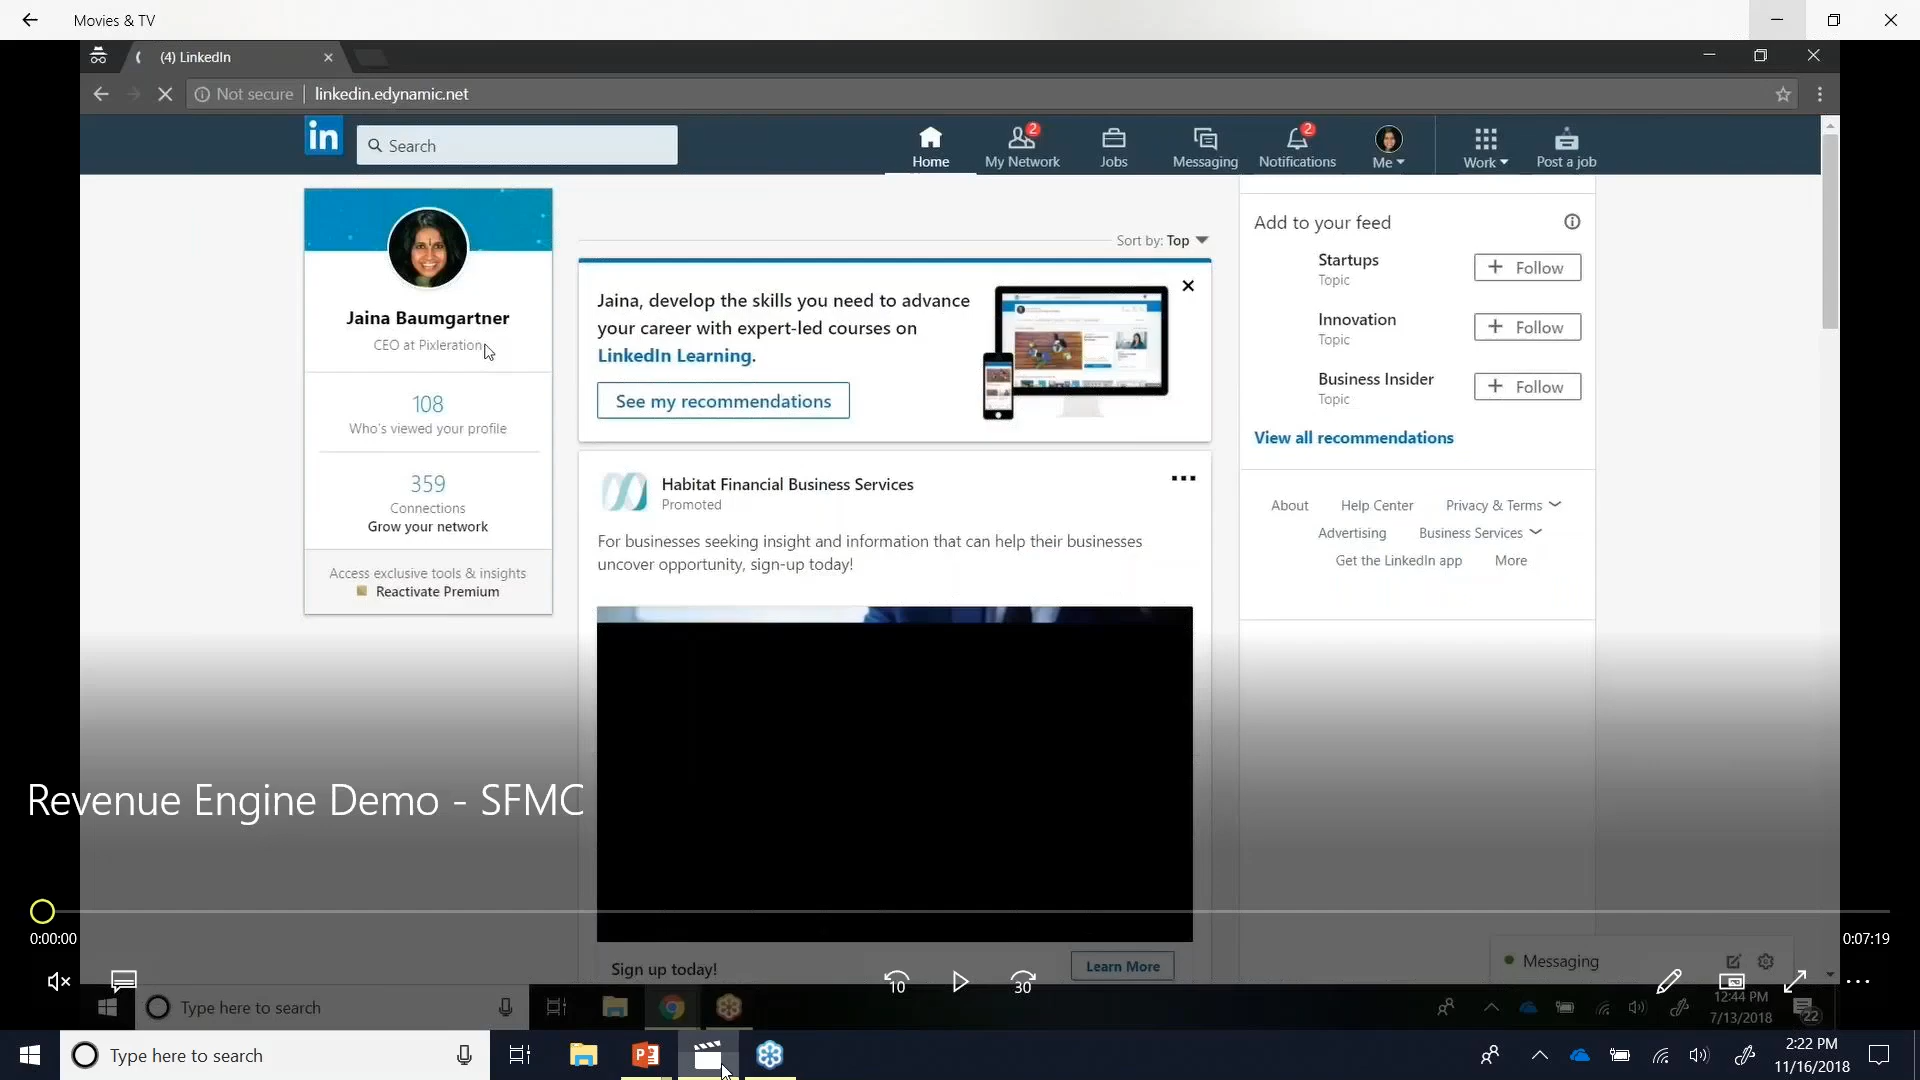 Movies & TV
(4) LinkedIn
Not secure
linkedin.edynamic.net
in
Search
Home
My Network
2
Jobs
Messaging
Notifications
2
Me
Work
Post a job
Jaina Baumgartner
CEO at Pixleration
108
Who's viewed your profile
359
Connections
Grow your network
Access exclusive tools & insights
Reactivate Premium
Sort by: Top
Jaina, develop the skills you need to advance
your career with expert-led courses on
LinkedIn Learning.
See my recommendations
Habitat Financial Business Services
Promoted
For businesses seeking insight and information that can help their businesses
uncover opportunity, sign-up today!
Sign up today!
Learn More
Add to your feed
Startups
Topic
+ Follow
Innovation
Topic
+ Follow
Business Insider
Topic
+ Follow
View all recommendations
About Help Center Privacy & Terms
Advertising Business Services
Get the LinkedIn app More
Messaging
Revenue Engine Demo - SFMC
0:00:00
0:07:19
10
30
Type here to search
12:44 PM
7/13/2018
22
Type here to search
2:22 PM
11/16/2018